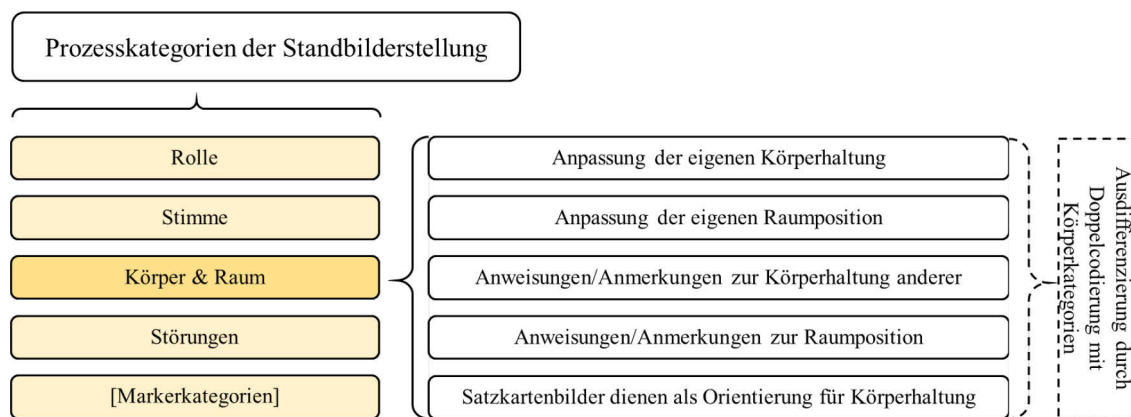 Prozesskategorien der Standbilderstellung
Rolle
Stimme
Körper & Raum
Störungen
[Markerkategorien]
Anpassung der eigenen Körperhaltung
Anpassung der eigenen Raumposition
Anweisungen/Anmerkungen zur Körperhaltung anderer
Anweisungen/Anmerkungen zur Raumposition
Satzkartenbilder dienen als Orientierung für Körperhaltung
Ausdifferenzierung durch
Doppelcodierung mit
Körperkategorien